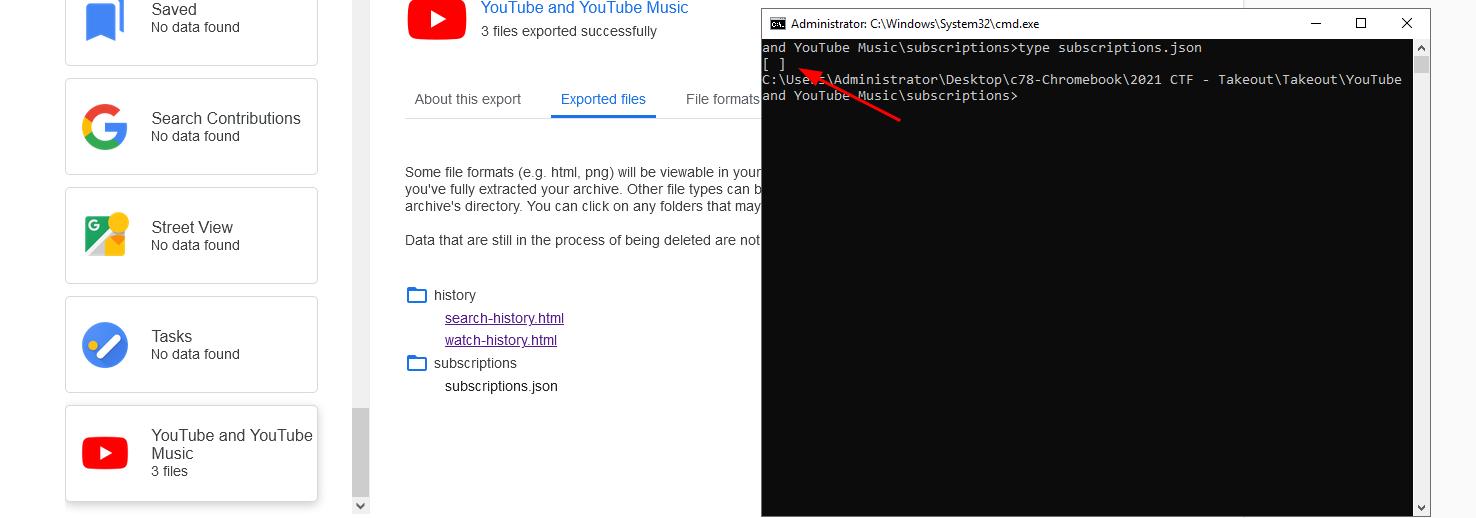 Saved
No data found
Search Contributions
No data found
Street View
No data found
Tasks
No data found
YouTube and YouTube
Music
3 files
YouTube and YouTube Music
3 files exported successfully
About this export
Exported files
File formats
Some file formats (e.g. html, png) will be viewable in your
you've fully extracted your archive. Other file types can b
archive's directory. You can click on any folders that may
Data that are still in the process of being deleted are not
history
search-history.html
watch-history.html
subscriptions
subscriptions.json
Administrator: C:\Windows\System32\cmd.exe
and YouTube Music\subscriptions>type subscriptions.json
[ ]
C:\Users\Administrator\Desktop\c78-Chromebook\2021 CTF - Takeout\Takeout\YouTube
and YouTube Music\subscriptions>